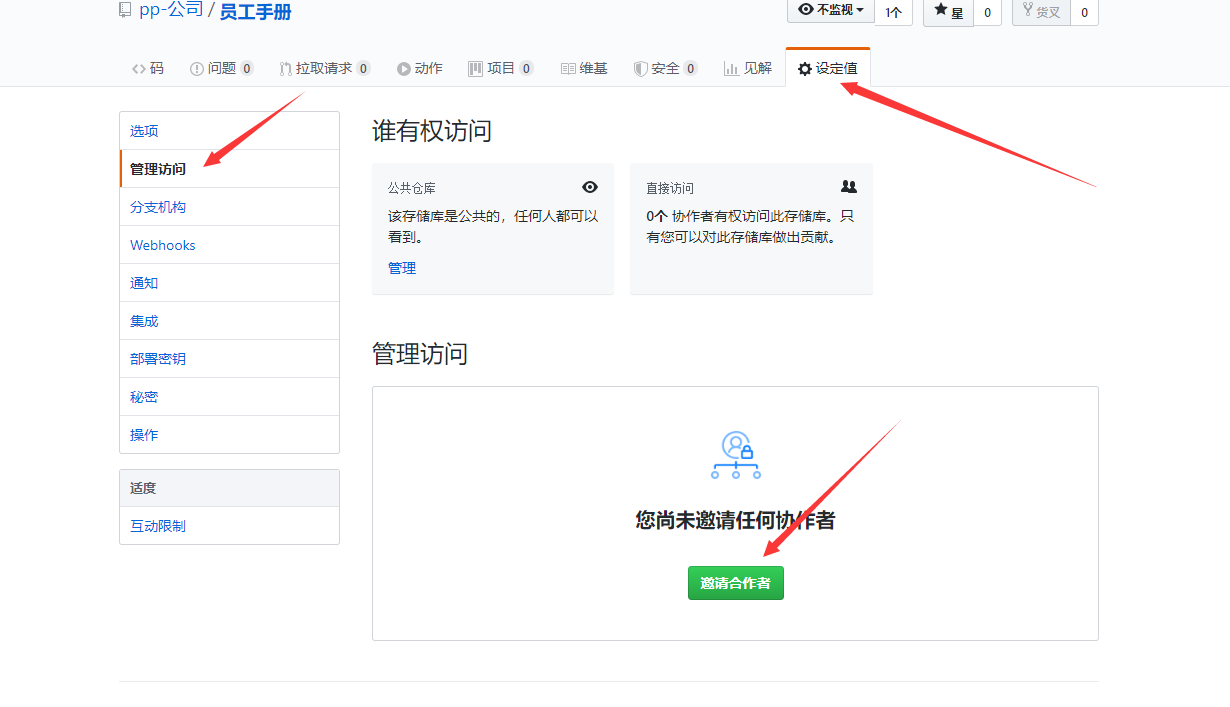 pp-公司 / 员工手册
不监视 1个 星 0 货叉 0
码 问题 0 拉取请求 0 动作 项目 0 维基 安全 0 见解 设定值
选项
管理访问
分支机构
Webhooks
通知
集成
部署密钥
秘密
操作
适度
互动限制
谁有权访问
公共仓库
该存储库是公共的，任何人都可以
看到。
管理
直接访问
0个 协作者有权访问此存储库。只
有您可以对此存储库做出贡献。
管理访问
您尚未邀请任何协作者
邀请合作者